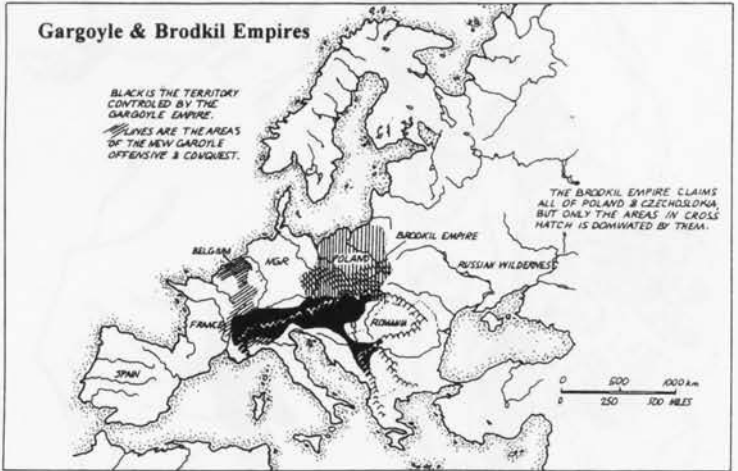 Gargoyle & Brodkil Empires
BLACK IS THE TERRITORY
CONTROLED BY THE
GARGOYLE EMPIRE.
LINES ARE THE AREAS
OF THE NEW GAROYLE
OFFENSIVE & CONQUEST.
THE BRODKIL EMPIRE CLAIMS
ALL OF POLAND & CZECHOSLOKIA,
BUT ONLY THE AREAS IN CROSS
HATCH IS DOMINATED BY THEM.
BRODKIL EMPIRE
BELGIUM
NGR
POLAND
RUSSIAN WILDERNESS
FRANCE
ROMANIA
SPAIN
0 500 1000 km
0 250 500 MILES